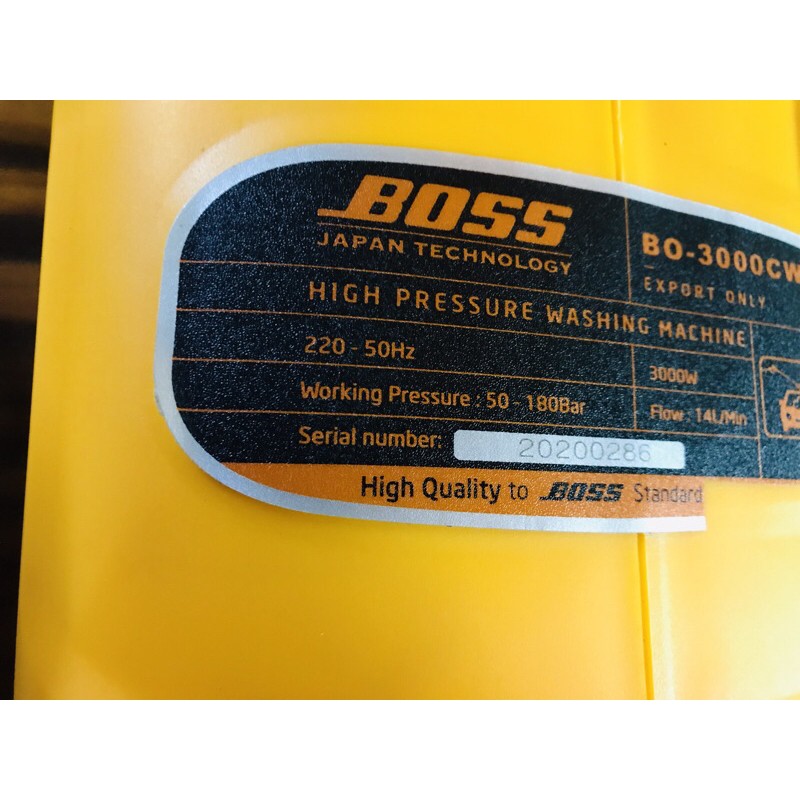 BOSS
JAPAN TECHNOLOGY
BO-3000CW
EXPORT ONLY
HIGH PRESSURE WASHING MACHINE
220 - 50Hz
3000W
Working Pressure : 50 - 180Bar
Flow : 14L/Min
Serial number: 20200286
High Quality to BOSS Standard